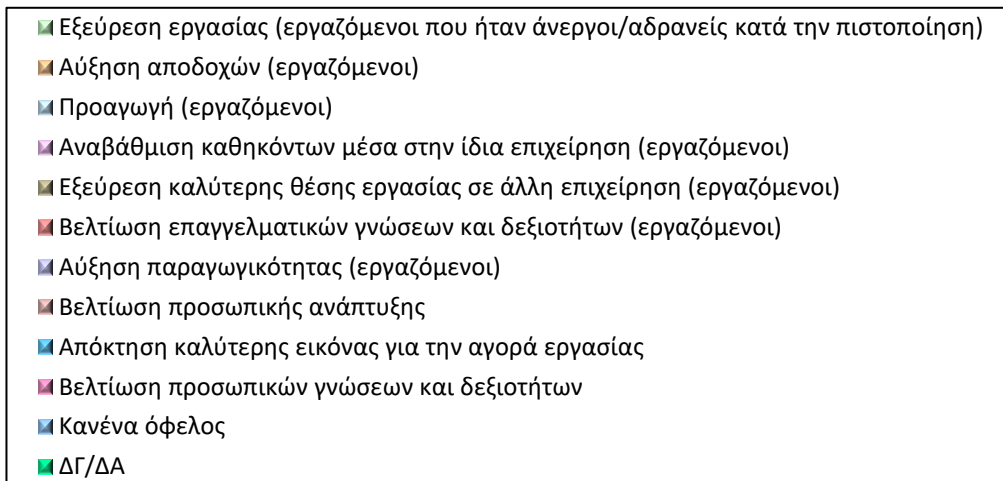 Εξεύρεση εργασίας (εργαζόμενοι που ήταν άνεργοι/αδρανείς κατά την πιστοποίηση)
Αύξηση αποδοχών (εργαζόμενοι)
Προαγωγή (εργαζόμενοι)
Αναβάθμιση καθηκόντων μέσα στην ίδια επιχείρηση (εργαζόμενοι)
Εξεύρεση καλύτερης θέσης εργασίας σε άλλη επιχείρηση (εργαζόμενοι)
Βελτίωση επαγγελματικών γνώσεων και δεξιοτήτων (εργαζόμενοι)
Αύξηση παραγωγικότητας (εργαζόμενοι)
Βελτίωση προσωπικής ανάπτυξης
Απόκτηση καλύτερης εικόνας για την αγορά εργασίας
Βελτίωση προσωπικών γνώσεων και δεξιοτήτων
Κανένα όφελος
ΔΓ/ΔΑ